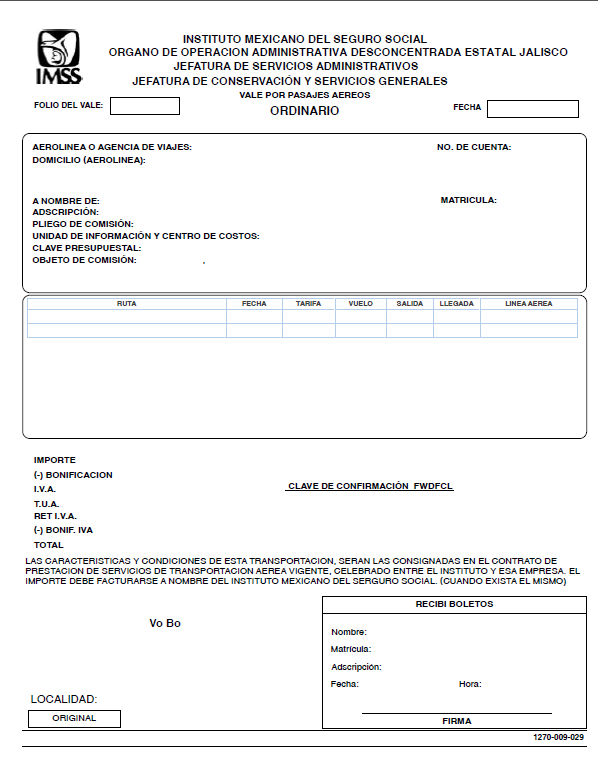 INSTITUTO MEXICANO DEL SEGURO SOCIAL
ORGANO DE OPERACION ADMINISTRATIVA DESCONCENTRADA ESTATAL JALISCO
JEFATURA DE SERVICIOS ADMINISTRATIVOS
IMSS
JEFATURA DE CONSERVACIÓN Y SERVICIOS GENERALES
VALE POR PASAJES AEREOS
FOLIO DEL VALE: ORDINARIO FECHA
AEROLINEA O AGENCIA DE VIAJES: NO. DE CUENTA:
DOMICILIO (AEROLINEA):
A NOMBRE DE: MATRICULA:
ADSCRIPCIÓN:
PLIEGO DE COMISIÓN:
UNIDAD DE INFORMACIÓN Y CENTRO DE COSTOS:
CLAVE PRESUPUESTAL:
OBJETO DE COMISIÓN: .
RUTA FECHA TARIFA VUELO SALIDA LLEGADA LINEA AEREA
IMPORTE
(-) BONIFICACION
I.V.A. CLAVE DE CONFIRMACIÓN FWDFCL
T.U.A.
RET I.V.A.
(-) BONIF. IVA
TOTAL
LAS CARACTERISTICAS Y CONDICIONES DE ESTA TRANSPORTACION, SERAN LAS CONSIGNADAS EN EL CONTRATO DE
PRESTACION DE SERVICIOS DE TRANSPORTACION AEREA VIGENTE, CELEBRADO ENTRE EL INSTITUTO Y ESA EMPRESA. EL
IMPORTE DEBE FACTURARSE A NOMBRE DEL INSTITUTO MEXICANO DEL SERGURO SOCIAL. (CUANDO EXISTA EL MISMO)
RECIBI BOLETOS
Vo Bo
Nombre:
Matrícula:
Adscripción:
Fecha: Hora:
LOCALIDAD:
ORIGINAL
FIRMA
1270-009-029